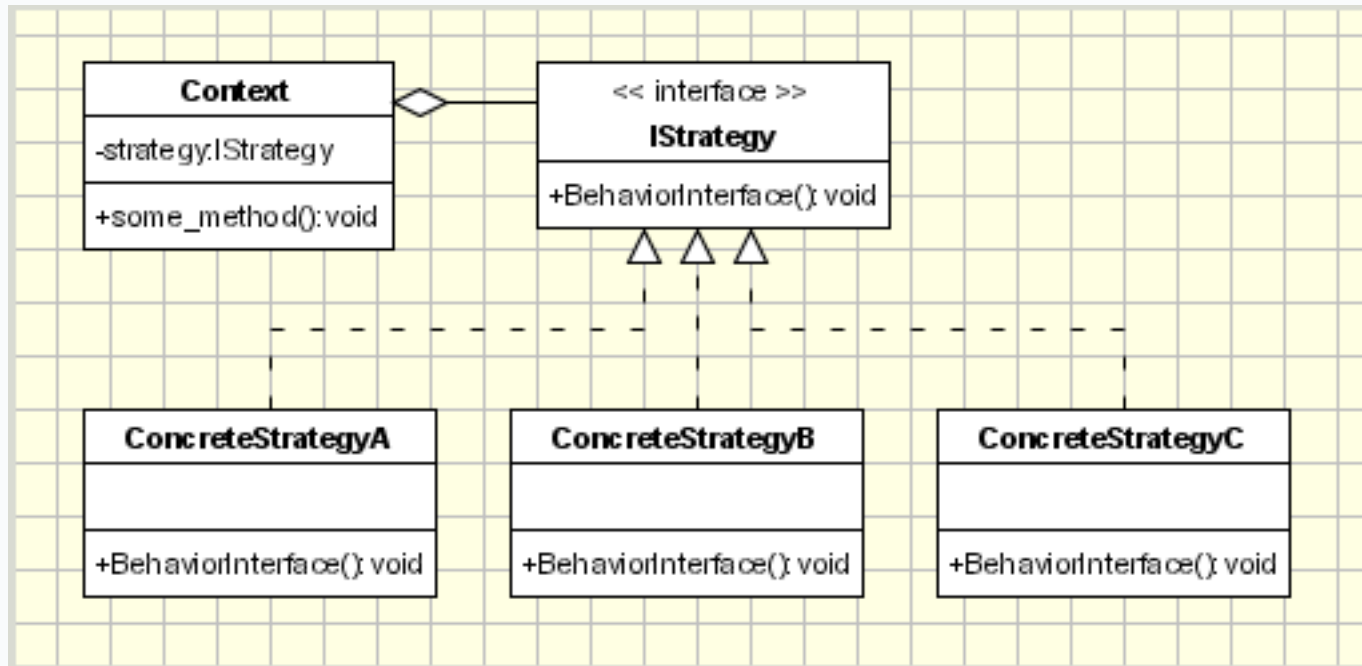 Context
-strategy:IStrategy
+some_method():void
<< interface >>
IStrategy
+BehaviorInterface(): void
ConcreteStrategyA
+BehaviorInterface(): void
ConcreteStrategyB
+BehaviorInterface(): void
ConcreteStrategyC
+BehaviorInterface(): void